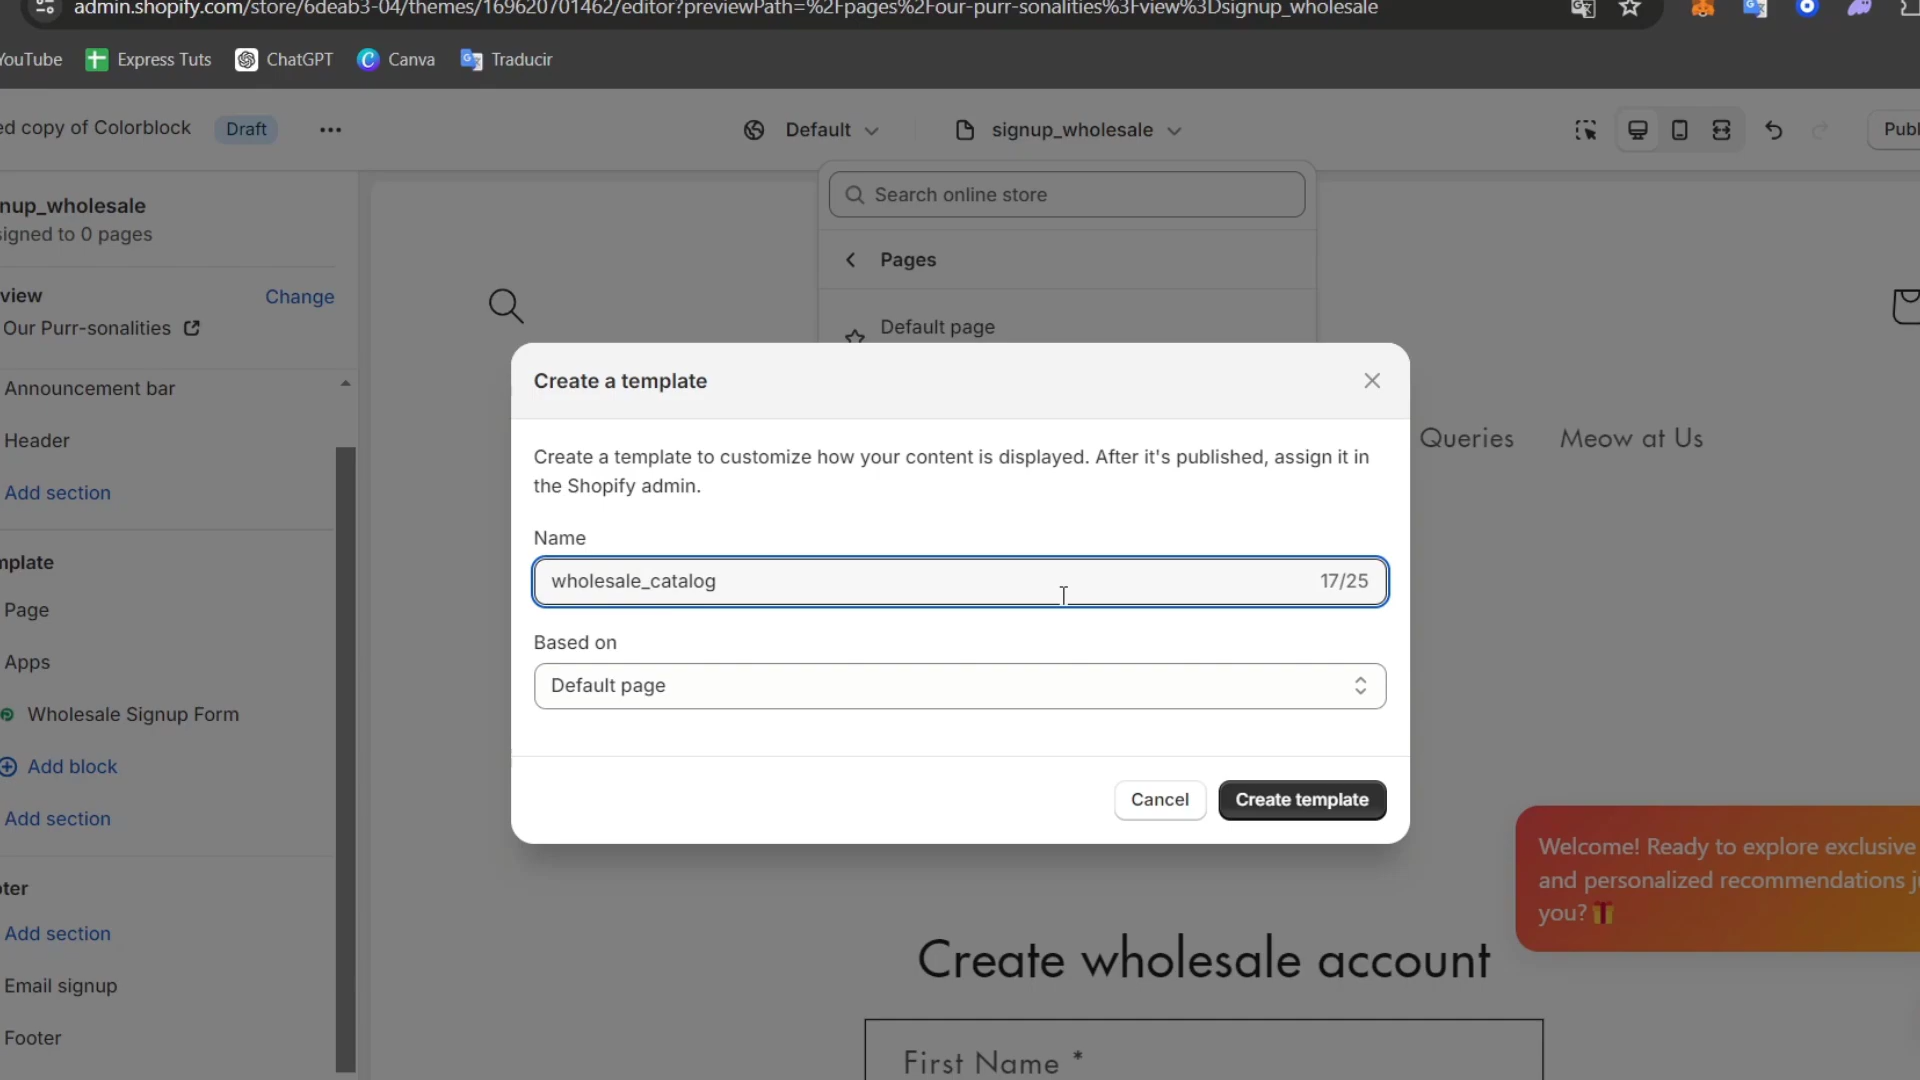 admin.shopify.com/store/6deab3-04/themes/169620701462/editor?previewPath=%2Fpages%2Four-purr-sonalities%3Fview%3Dsignup_wholesale
YouTube Express Tuts ChatGPT Canva Traducir
ed copy of Colorblock Draft Default signup_wholesale Publ
nup_wholesale
igned to 0 pages
Search online store
Pages
view Change
Our Purr-sonalities
Default page
Announcement bar
Header
Add section
Queries Meow at Us
Create a template
Create a template to customize how your content is displayed. After it's published, assign it in
the Shopify admin.
Name
wholesale_catalog 17/25
Based on
Default page
Cancel Create template
mplate
Page
Apps
Wholesale Signup Form
Add block
Add section
oter
Add section
Email signup
Footer
Welcome! Ready to explore exclusive
and personalized recommendations j
you?
Create wholesale account
First Name *